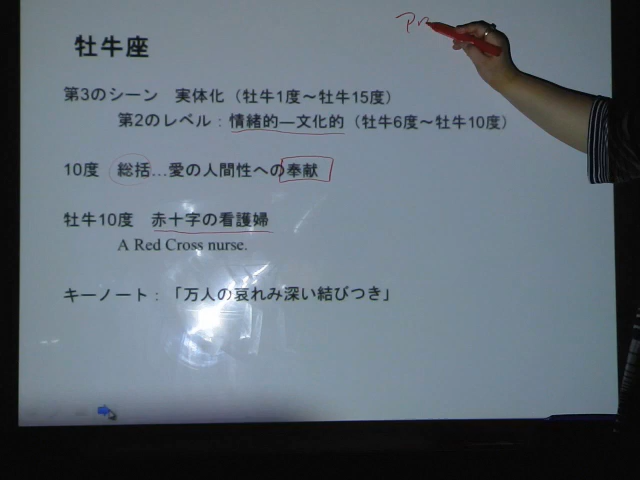 牡牛座
第3のシーン 実体化（牡牛1度～牡牛15度）
第2のレベル：情緒的―文化的（牡牛6度～牡牛10度）
10度 総括…愛の人間性への奉献
牡牛10度 赤十字の看護婦
A Red Cross nurse.
キーノート：「万人の哀れみ深い結びつき」